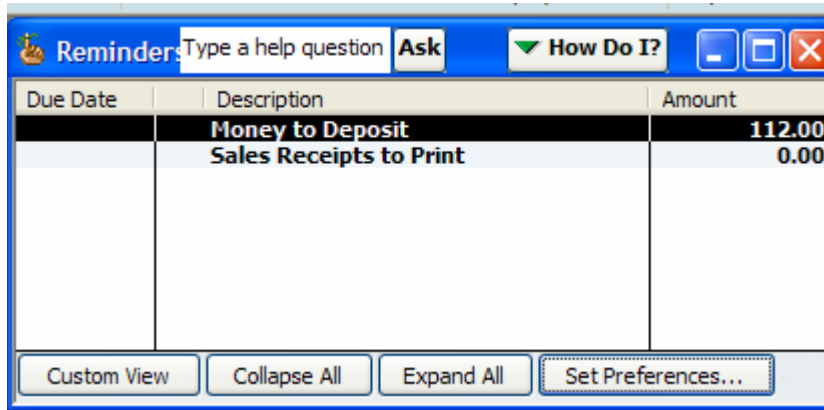 Reminders Type a help question Ask How Do I?
Due Date Description Amount
Money to Deposit 112.00
Sales Receipts to Print 0.00
Custom View Collapse All Expand All Set Preferences...